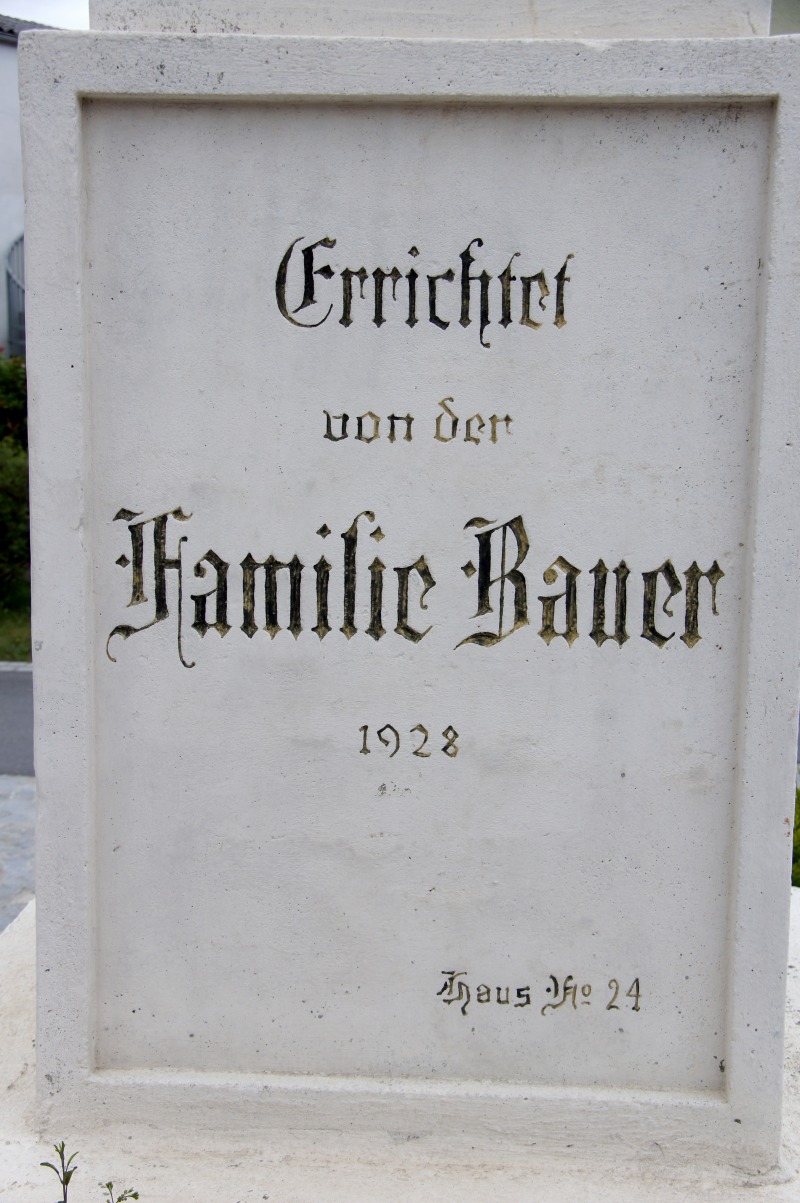 Errichtet
von der
Familie Bauer
1928
Haus No 24